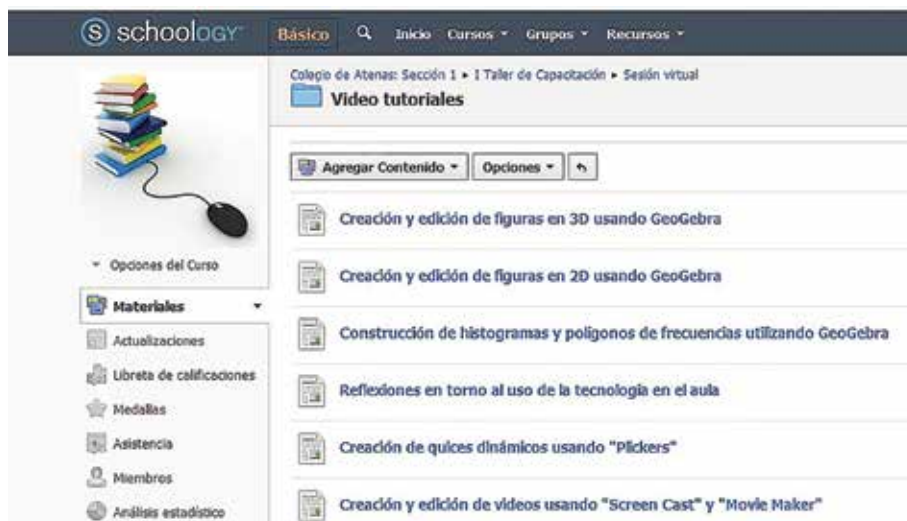 S schoology Básico Inicio Cursos Grupos Recursos
Colegio de Atenas: Sección 1 ▸ I Taller de Capacitación ▸ Sesión virtual
Video tutoriales
Agregar Contenido Opciones
Creación y edición de figuras en 3D usando GeoGebra
Creación y edición de figuras en 2D usando GeoGebra
Construcción de histogramas y polígonos de frecuencias utilizando GeoGebra
Reflexiones en torno al uso de la tecnología en el aula
Creación de quices dinámicos usando "Plickers"
Creación y edición de videos usando "Screen Cast" y "Movie Maker"
Opciones del Curso
Materiales
Actualizaciones
Libreta de calificaciones
Medallas
Asistencia
Miembros
Análisis estadístico